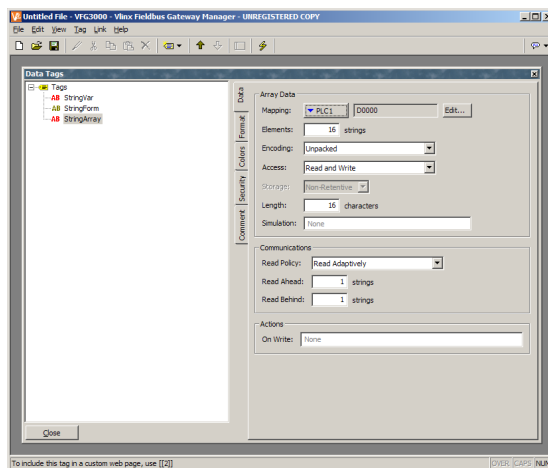 Untitled File - VFG3000 - Vlinx Fieldbus Gateway Manager - UNREGISTERED COPY
File Edit View Tag Link Help
Data Tags
Tags
AB StringVar
AB StringForm
AB StringArray
Data
Format
Colors
Security
Comment
Array Data
Mapping: PLC1 D0000 Edit...
Elements: 16 strings
Encoding: Unpacked
Access: Read and Write
Storage: Non-Retentive
Length: 16 characters
Simulation: None
Communications
Read Policy: Read Adaptively
Read Ahead: 1 strings
Read Behind: 1 strings
Actions
On Write: None
Close
To include this tag in a custom web page, use [[2]]
OVER CAPS NUM